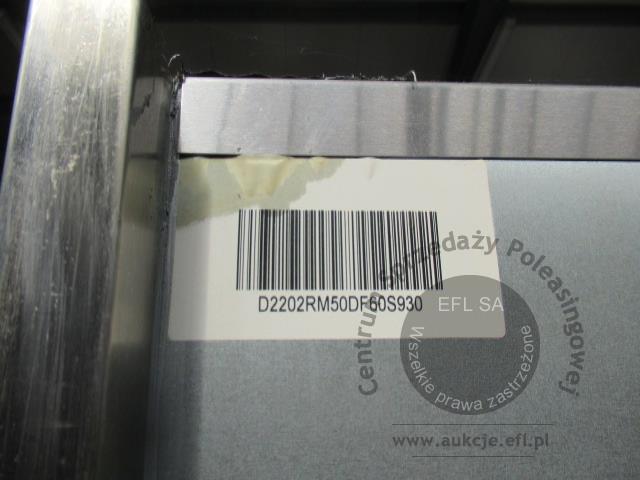 D2202RM50DF60S930
Centrum Sprzedaży Poleasingowej
EFL SA
Wszelkie prawa zastrzeżone
www.aukcje.efl.pl